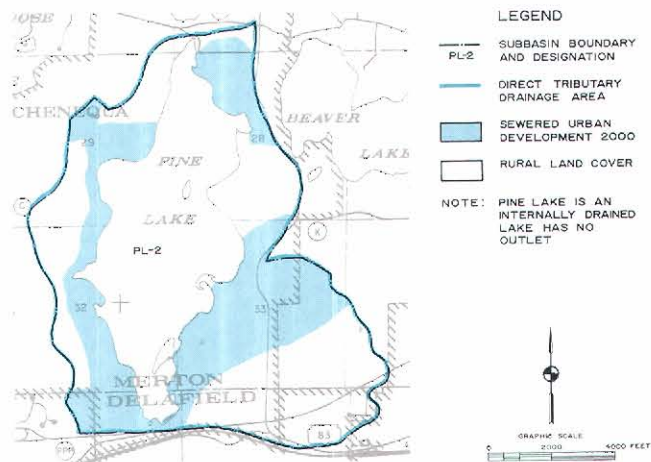 OOSE
CHENEQUA
BEAVER
LAKE
28
29
PINE
LAKE
K
PL-2
32
33
MERTON
DELAFIELD
83
LEGEND
PL-2 SUBBASIN BOUNDARY
AND DESIGNATION
DIRECT TRIBUTARY
DRAINAGE AREA
SEWERED URBAN
DEVELOPMENT 2000
RURAL LAND COVER
NOTE: PINE LAKE IS AN
INTERNALLY DRAINED
LAKE HAS NO
OUTLET
GRAPHIC SCALE
0 2000 4000 FEET